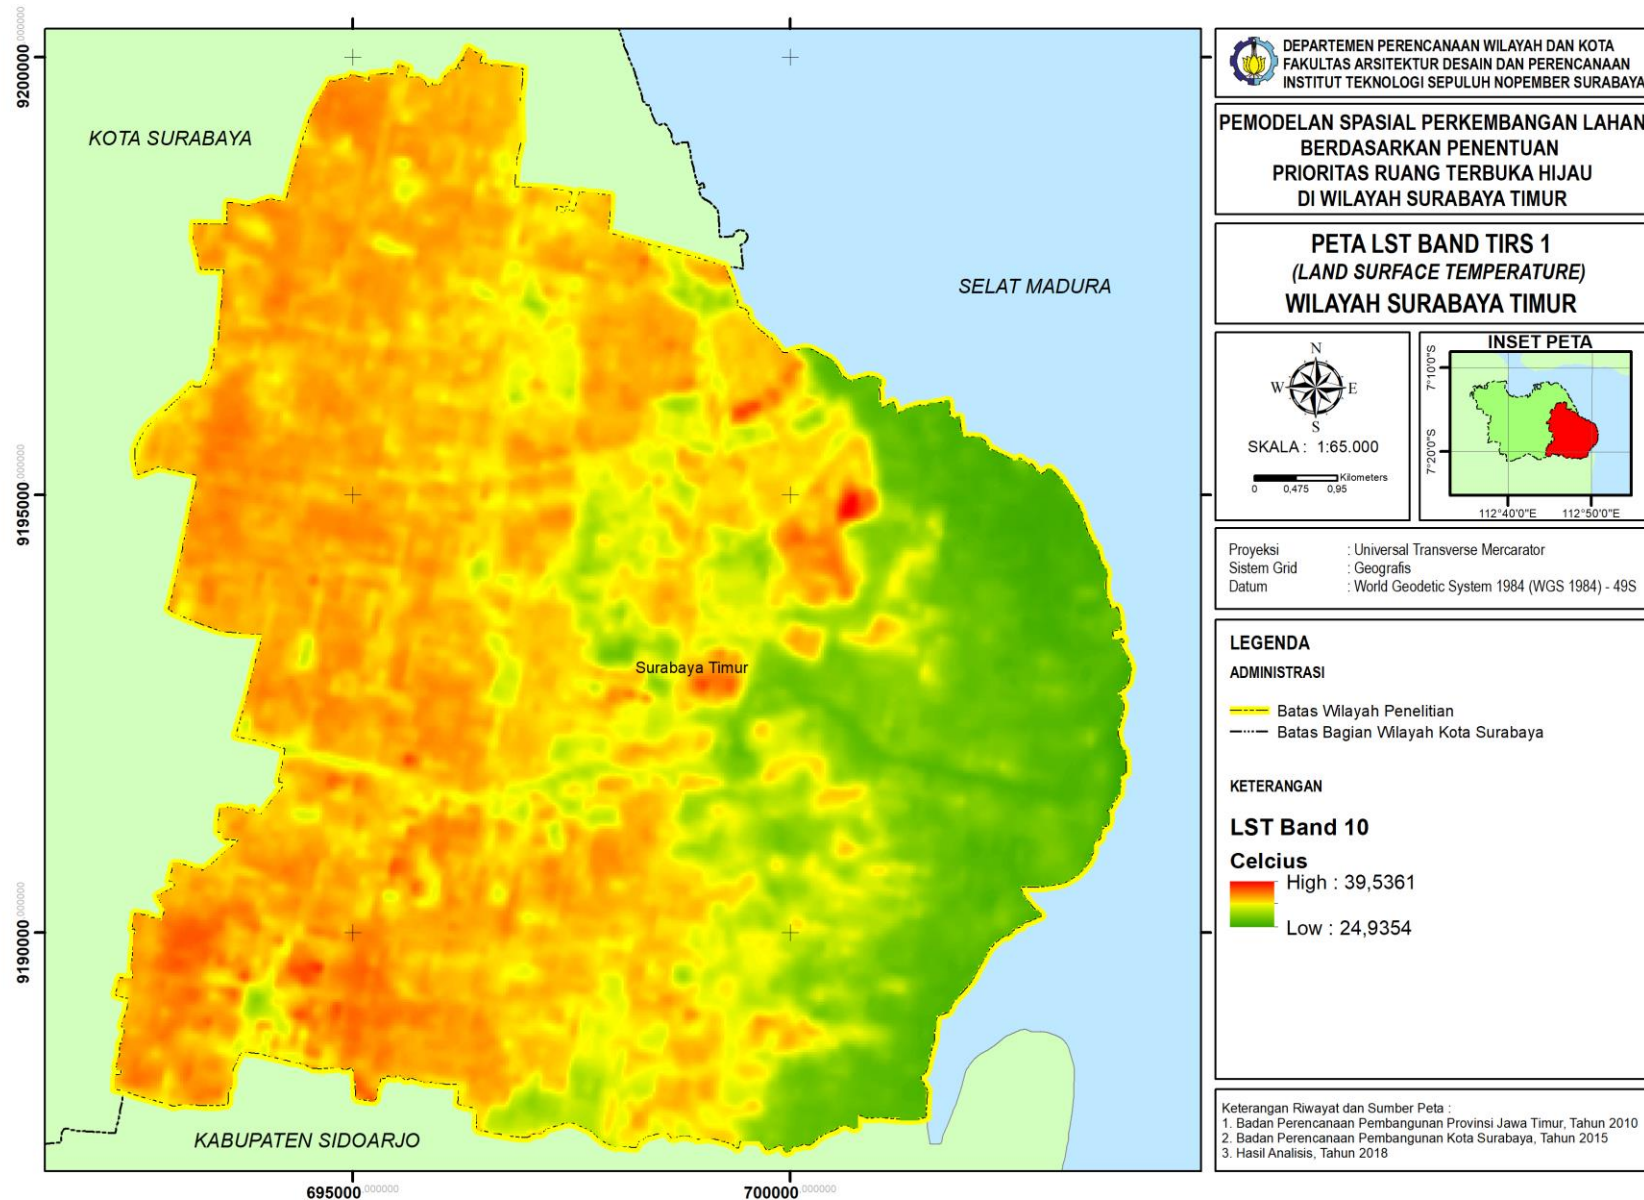 9200000,000000
9195000,000000
9190000,000000
695000,000000
700000,000000
KOTA SURABAYA
SELAT MADURA
Surabaya Timur
KABUPATEN SIDOARJO
DEPARTEMEN PERENCANAAN WILAYAH DAN KOTA
FAKULTAS ARSITEKTUR DESAIN DAN PERENCANAAN
INSTITUT TEKNOLOGI SEPULUH NOPEMBER SURABAYA
PEMODELAN SPASIAL PERKEMBANGAN LAHAN
BERDASARKAN PENENTUAN
PRIORITAS RUANG TERBUKA HIJAU
DI WILAYAH SURABAYA TIMUR
PETA LST BAND TIRS 1
(LAND SURFACE TEMPERATURE)
WILAYAH SURABAYA TIMUR
N
W E
S
SKALA : 1:65.000
Kilometers
0 0,475 0,95
INSET PETA
7°10'0"S
7°20'0"S
112°40'0"E 112°50'0"E
Proyeksi : Universal Transverse Mercarator
Sistem Grid : Geografis
Datum : World Geodetic System 1984 (WGS 1984) - 49S
LEGENDA
ADMINISTRASI
Batas Wilayah Penelitian
Batas Bagian Wilayah Kota Surabaya
KETERANGAN
LST Band 10
Celcius
High : 39,5361
Low : 24,9354
Keterangan Riwayat dan Sumber Peta :
1. Badan Perencanaan Pembangunan Provinsi Jawa Timur, Tahun 2010
2. Badan Perencanaan Pembangunan Kota Surabaya, Tahun 2015
3. Hasil Analisis, Tahun 2018